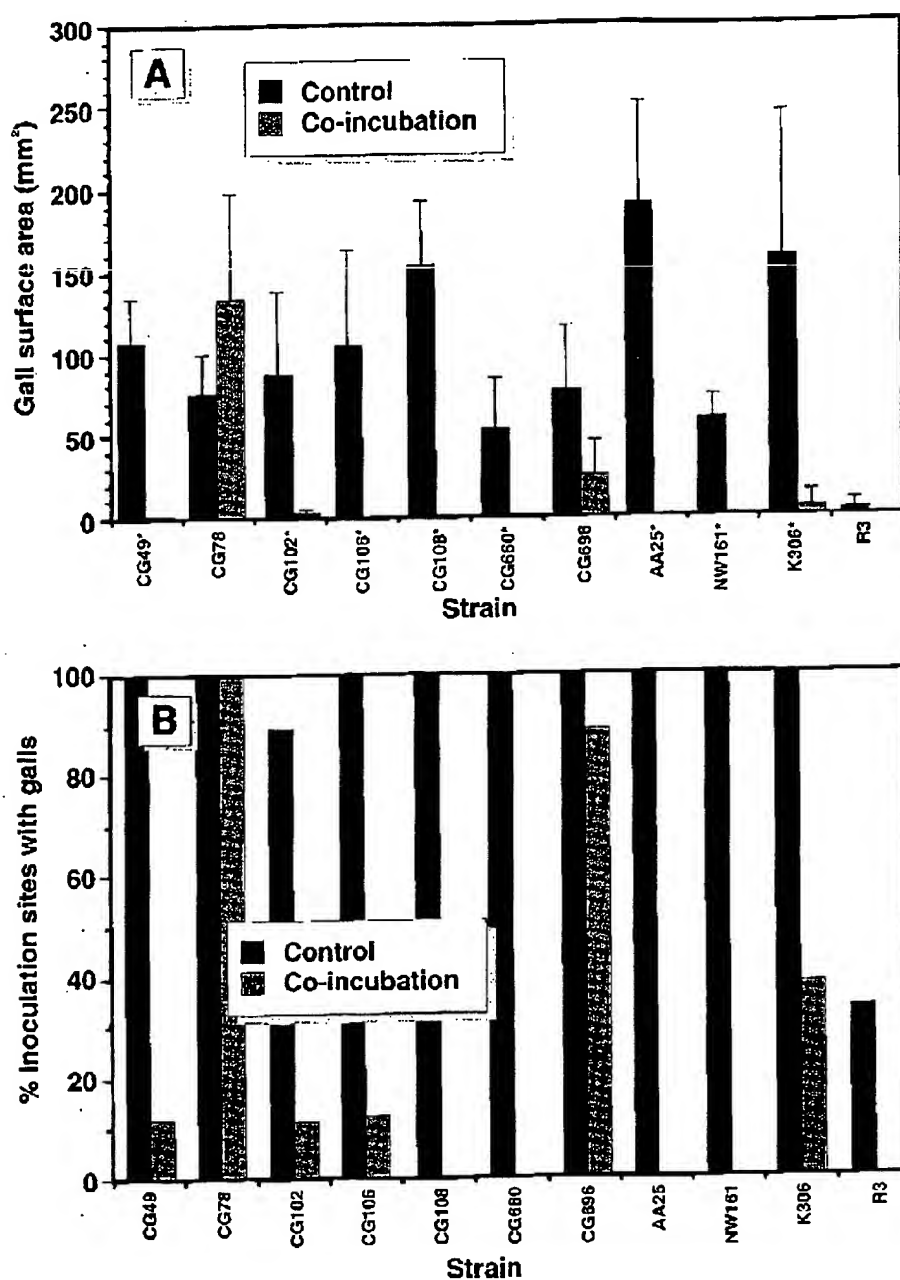 300
250
200
150
100
50
0
Gall surface area (mm²)
A
Control
Co-incubation
CG49*
CG78
CG102*
CG106*
CG108*
CG660*
CG696
AA25*
NW161*
K306*
R3
Strain
100
80
60
40
20
0
% Inoculation sites with galls
B
Control
Co-incubation
CG49
CG78
CG102
CG106
CG108
CG660
CG696
AA25
NW161
K306
R3
Strain